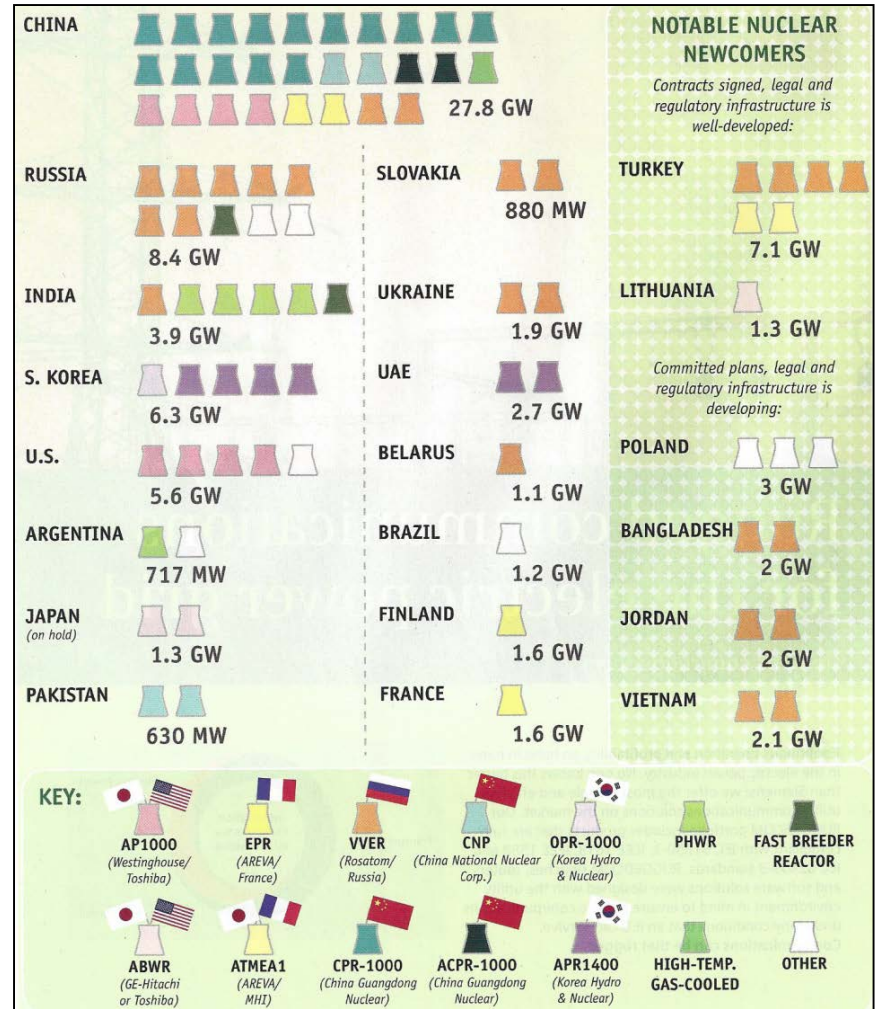 CHINA
27.8 GW
RUSSIA
8.4 GW
INDIA
3.9 GW
S. KOREA
6.3 GW
U.S.
5.6 GW
ARGENTINA
717 MW
JAPAN
(on hold)
1.3 GW
PAKISTAN
630 MW
SLOVAKIA
880 MW
UKRAINE
1.9 GW
UAE
2.7 GW
BELARUS
1.1 GW
BRAZIL
1.2 GW
FINLAND
1.6 GW
FRANCE
1.6 GW
NOTABLE NUCLEAR
NEWCOMERS
Contracts signed, legal and
regulatory infrastructure is
well-developed:
TURKEY
7.1 GW
LITHUANIA
1.3 GW
Committed plans, legal and
regulatory infrastructure is
developing:
POLAND
3 GW
BANGLADESH
2 GW
JORDAN
2 GW
VIETNAM
2.1 GW
KEY:
AP1000
(Westinghouse/
Toshiba)
EPR
(AREVA/
France)
VVER
(Rosatom/
Russia)
CNP
(China National Nuclear
Corp.)
OPR-1000
(Korea Hydro
& Nuclear)
PHWR
FAST BREEDER
REACTOR
ABWR
(GE-Hitachi
or Toshiba)
ATMEA1
(AREVA/
MHI)
CPR-1000
(China Guangdong
Nuclear)
ACPR-1000
(China Guangdong
Nuclear)
APR1400
(Korea Hydro
& Nuclear)
HIGH-TEMP.
GAS-COOLED
OTHER